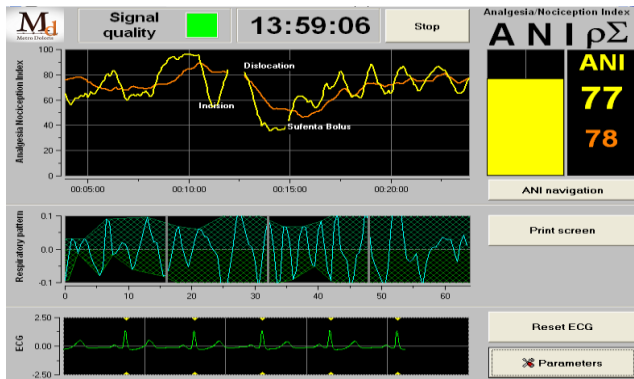 Md
Metro Doloris
Signal
quality
13:59:06
Stop
Analgesia/Nociception Index
ANIρΣ
Analgesia Nociception Index
100
80
60
40
20
0
Dislocation
Incision
Sufenta Bolus
00:05:00 00:10:00 00:15:00 00:20:00
ANI
77
78
ANI navigation
Respiratory pattern
0.1
0.0
-0.1
0 10 20 30 40 50 60
Print screen
ECG
2.50
0.00
-2.50
Reset ECG
Parameters